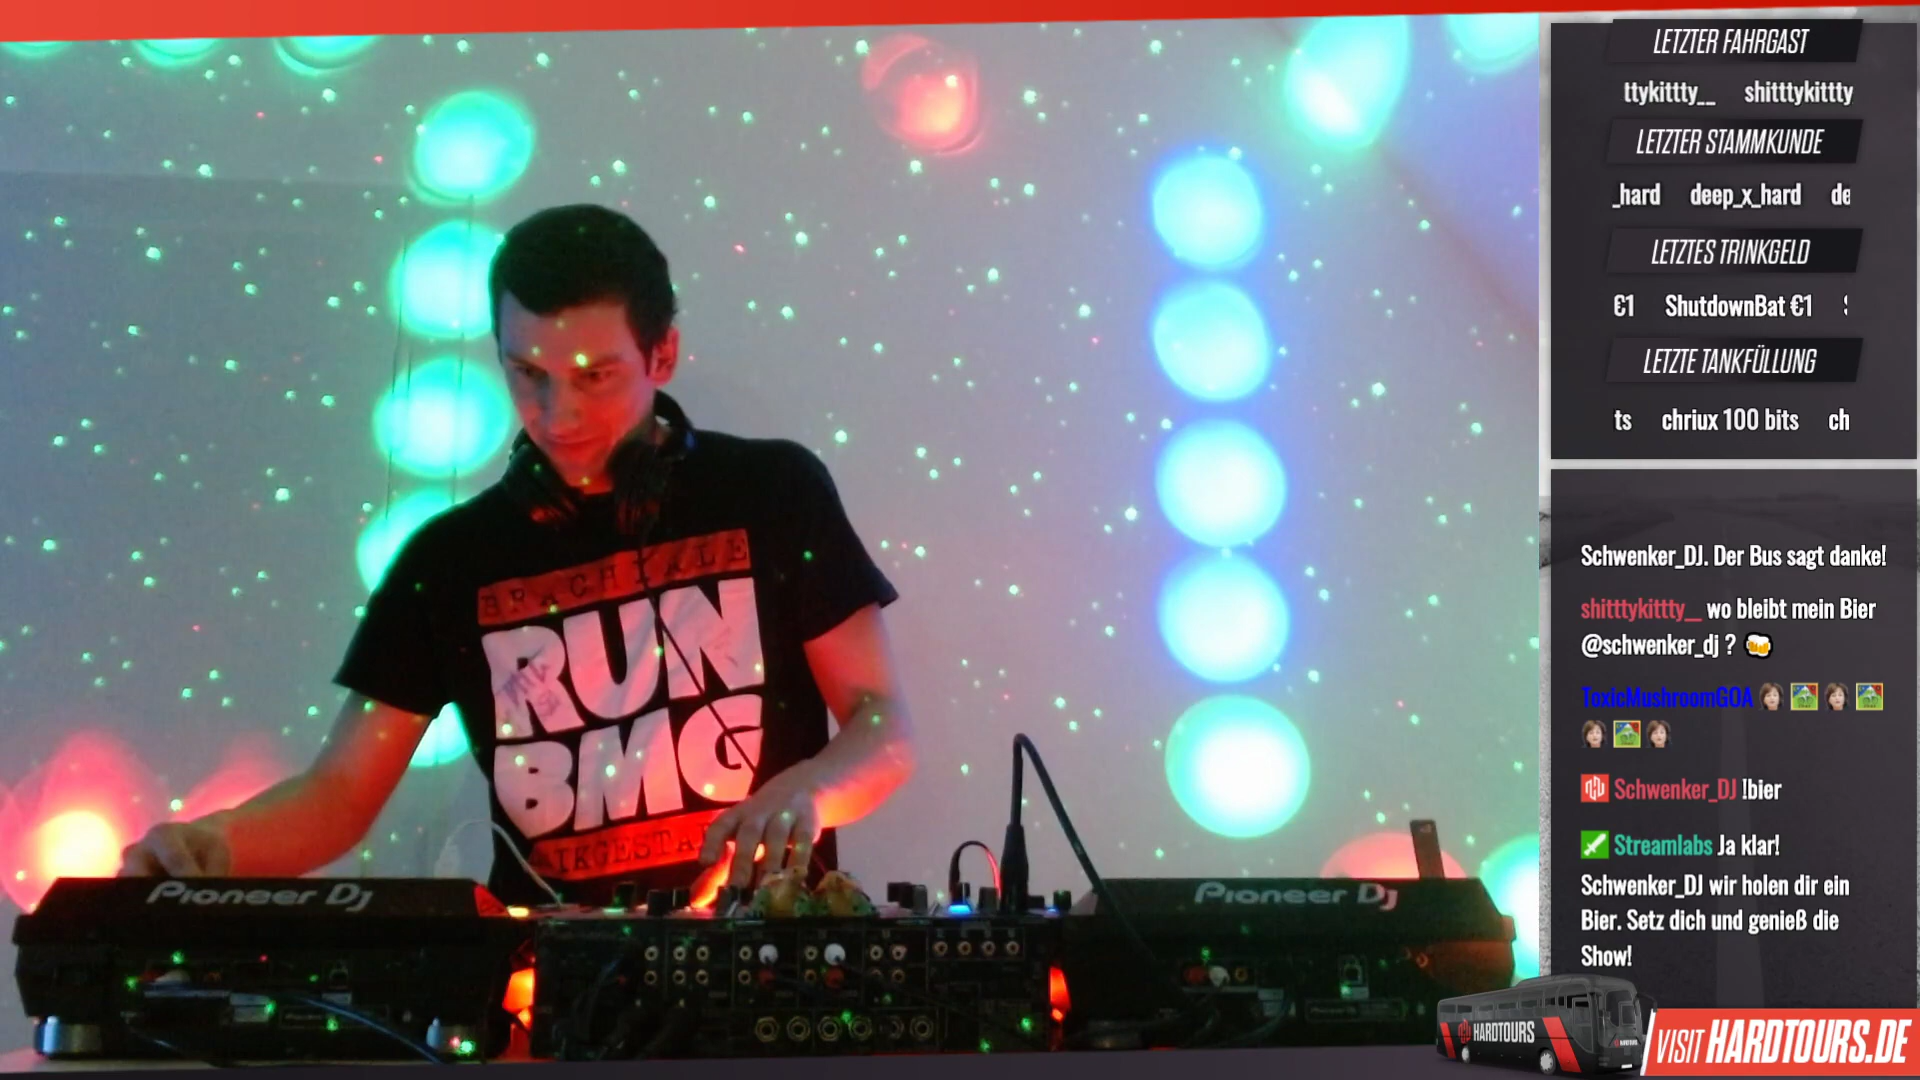 LETZTER FAHRGAST
ttykittty__ shitttykittty
LETZTER STAMMKUNDE
_hard deep_x_hard de
LETZTES TRINKGELD
€1 ShutdownBat €1
LETZTE TANKFÜLLUNG
ts chriux 100 bits ch
Schwenker_DJ. Der Bus sagt danke!
shitttykittty__ wo bleibt mein Bier
@schwenker_dj ?
ToxicMushroomGOA
Schwenker_DJ !bier
Streamlabs Ja klar!
Schwenker_DJ wir holen dir ein
Bier. Setz dich und genieß die
Show!
BRACHIALE
RUN
BMG
Pioneer DJ
Pioneer DJ
HARDTOURS
VISIT HARDTOURS.DE